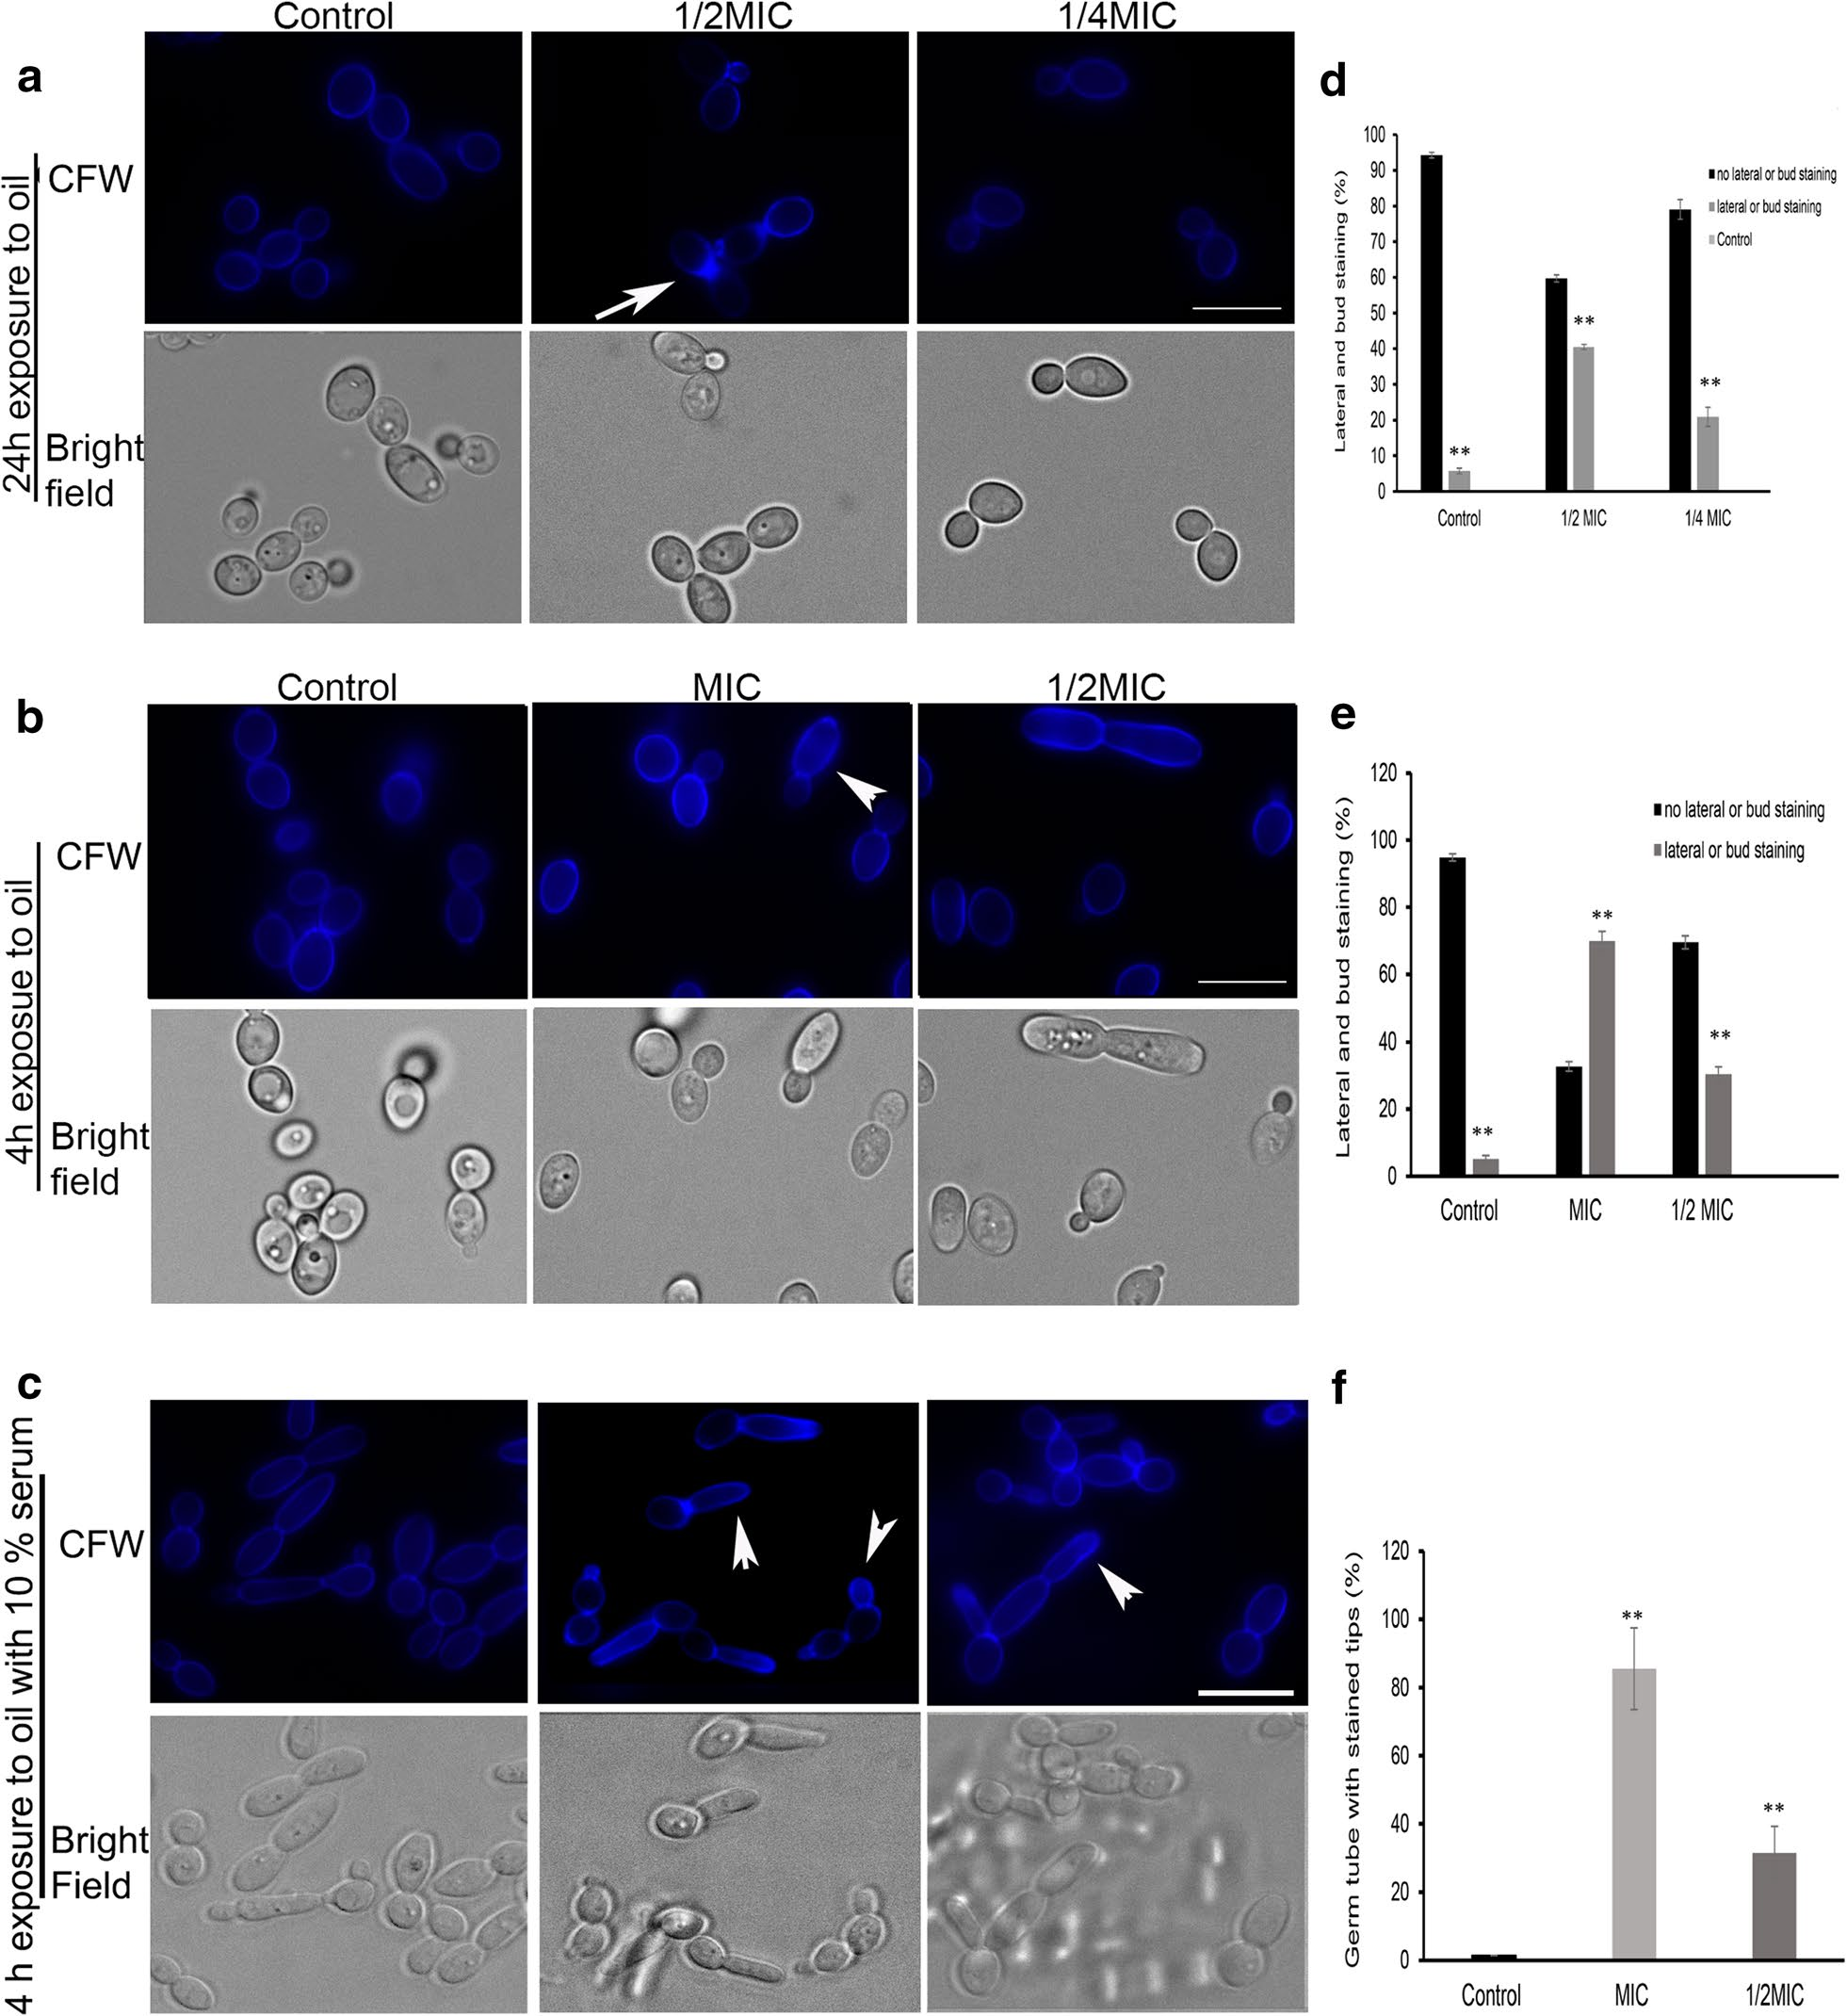 Control 1/2MIC 1/4MIC
a
24h exposure to oil
CFW
Bright
field
d
Lateral and bud staining (%)
100
90
80
70
60
50
40
30
20
10
0
no lateral or bud staining
lateral or bud staining
Control
**
**
**
Control 1/2 MIC 1/4 MIC
Control MIC 1/2MIC
b
4h exposue to oil
CFW
Bright
field
e
Lateral and bud staining (%)
120
100
80
60
40
20
0
no lateral or bud staining
lateral or bud staining
**
**
**
Control MIC 1/2 MIC
c
4 h exposure to oil with 10 % serum
CFW
Bright
Field
f
Germ tube with stained tips (%)
120
100
80
60
40
20
0
**
**
Control MIC 1/2MIC